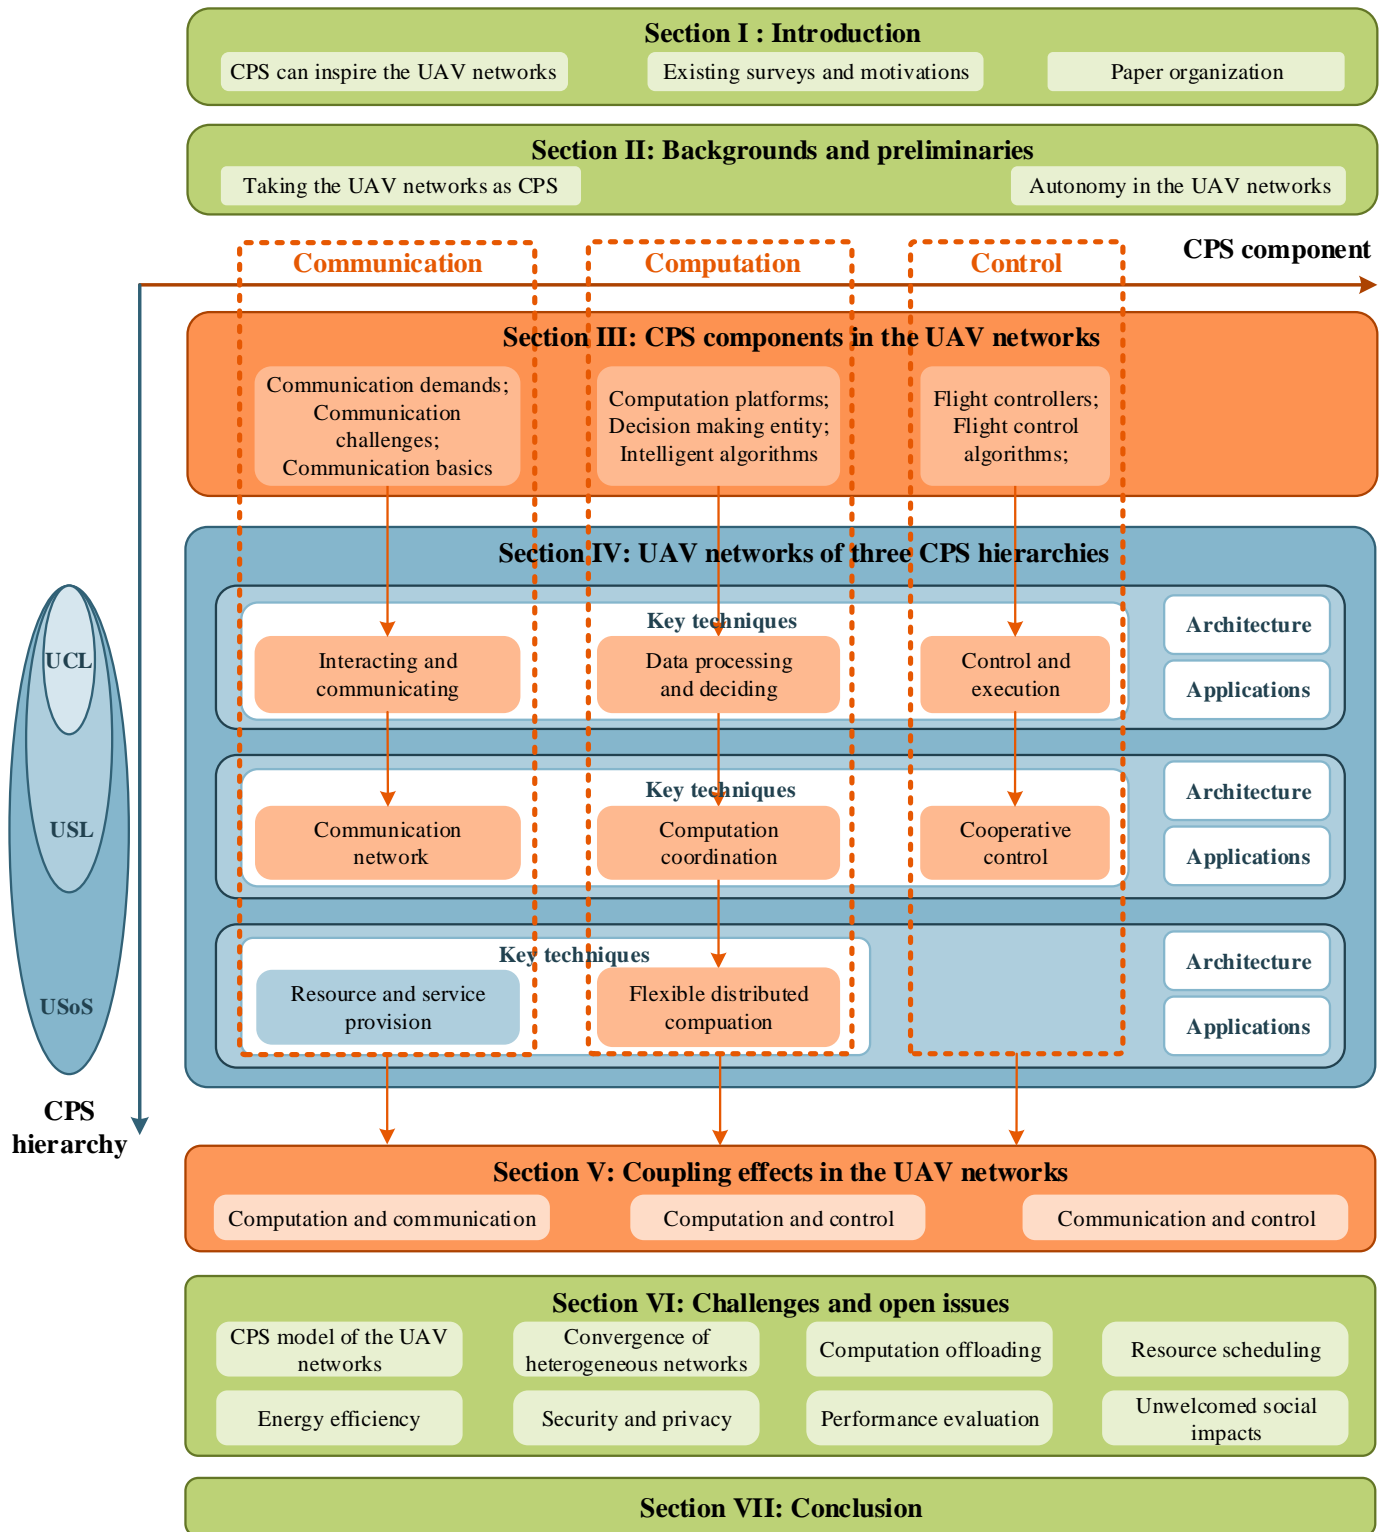 Section I : Introduction
CPS can inspire the UAV networks
Existing surveys and motivations
Paper organization
Section II: Backgrounds and preliminaries
Taking the UAV networks as CPS
Autonomy in the UAV networks
Communication
Computation
Control
CPS component
Section III: CPS components in the UAV networks
Communication demands;
Communication
challenges;
Communication basics
Computation platforms;
Decision making entity;
Intelligent algorithms
Flight controllers;
Flight control
algorithms;
Section IV: UAV networks of three CPS hierarchies
Key techniques
Interacting and
communicating
Data processing
and deciding
Control and
execution
Architecture
Applications
Key techniques
Communication
network
Computation
coordination
Cooperative
control
Architecture
Applications
Key techniques
Resource and service
provision
Flexible distributed
compuation
Architecture
Applications
UCL
USL
USoS
CPS
hierarchy
Section V: Coupling effects in the UAV networks
Computation and communication
Computation and control
Communication and control
Section VI: Challenges and open issues
CPS model of the UAV
networks
Convergence of
heterogeneous networks
Computation offloading
Resource scheduling
Energy efficiency
Security and privacy
Performance evaluation
Unwelcomed social
impacts
Section VII: Conclusion